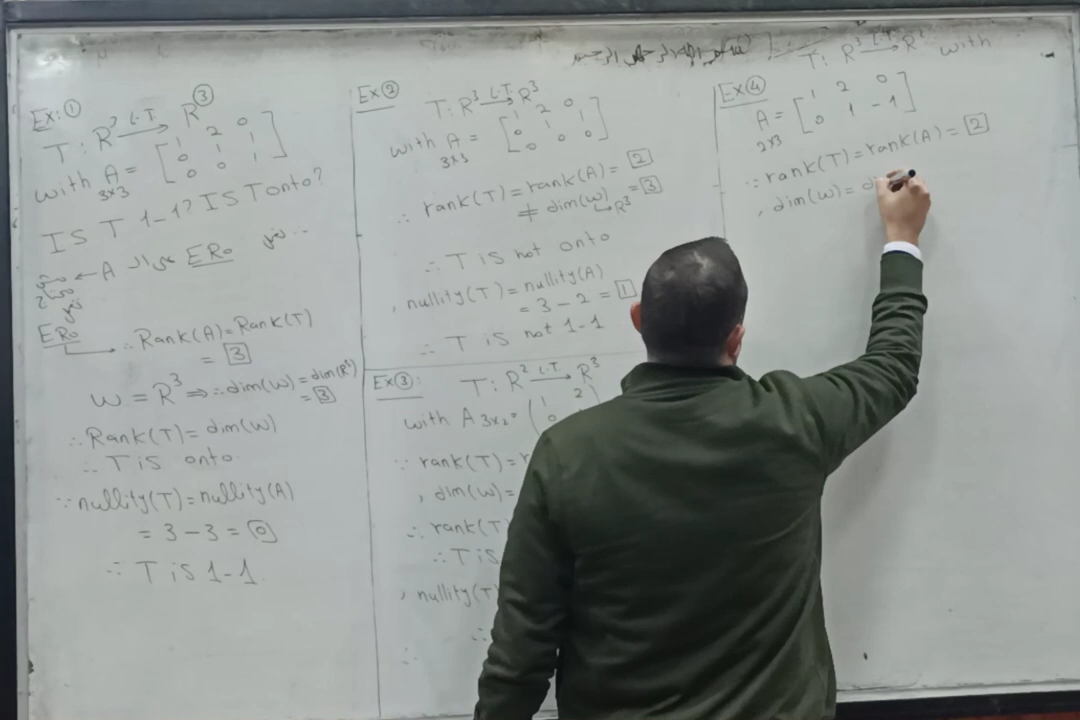 بسم الله الرحمن الرحيم
Ex:①
T: R³ L.T. → R³
with A = [1 2 0
3x3 0 1 1
0 0 1]
IS T 1-1? IS T onto?
ERO
A ←
ERO
∴ Rank(A) = Rank(T)
= 3
W = R³ ⇒ ∴ dim(W) = dim(R³)
= 3
∴ Rank(T) = dim(W)
∴ T is onto
∵ nullity(T) = nullity(A)
= 3 - 3 = 0
∴ T is 1-1
Ex②
T: R³ L.T. → R³
with A = [1 2 0
3x3 0 1 0
0 0 0]
∴ rank(T) = rank(A) = 2
≠ dim(W) = 3
↳ R³
∴ T is not onto
, nullity(T) = nullity(A)
= 3 - 2 = 1
∴ T is not 1-1
Ex③:
T: R² L.T. → R³
with A 3x2 = (1 2
0
∵ rank(T) = r
, dim(W) =
∴ rank(T)
∴ T is
, nullity(T)
∴
∴
Ex④
T: R³ L.T. → R² with
A = [1 2 0
2x3 0 1 -1]
∵ rank(T) = rank(A) = 2
, dim(W) = d